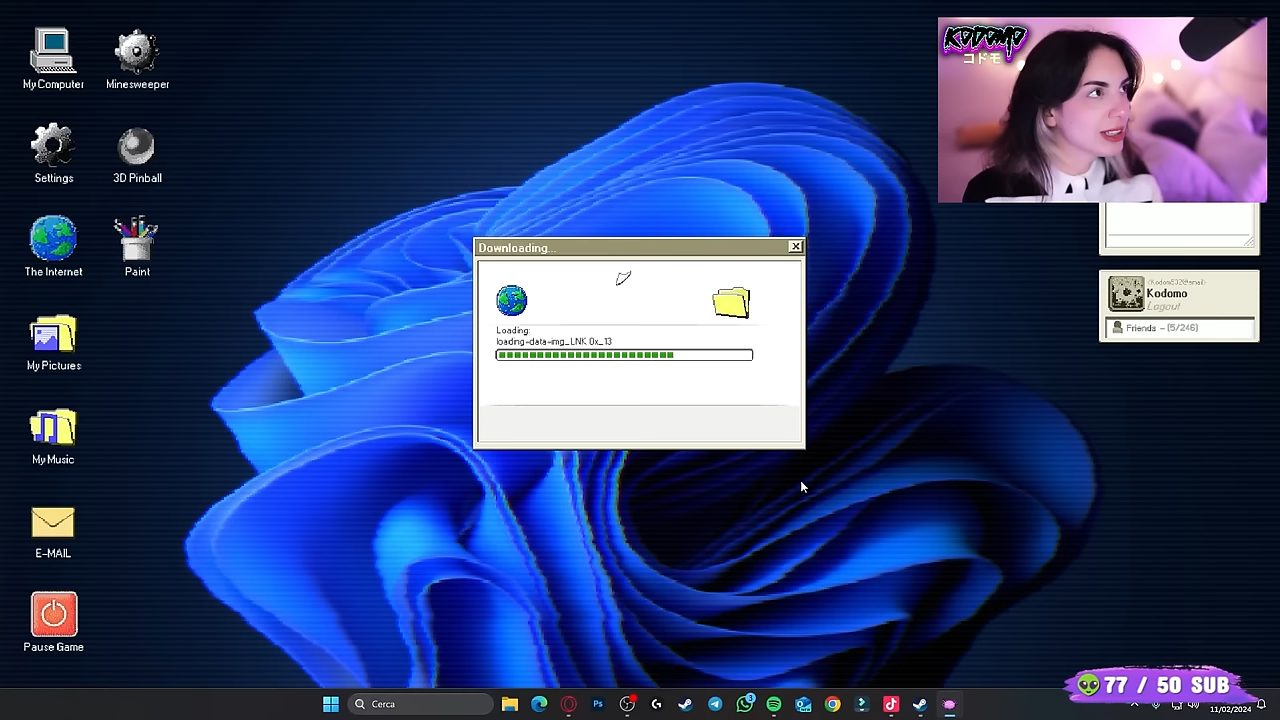 My Computer
Minesweeper
Settings
3D Pinball
The Internet
Paint
My Pictures
My Music
E-MAIL
Pause Game
Downloading...
Loading:
loading-data-img_LNK 0x_13
KODOMO
コドモ
Kodomo
Logout
Friends - (5/246)
77 / 50 SUB
Cerca
11/02/2024